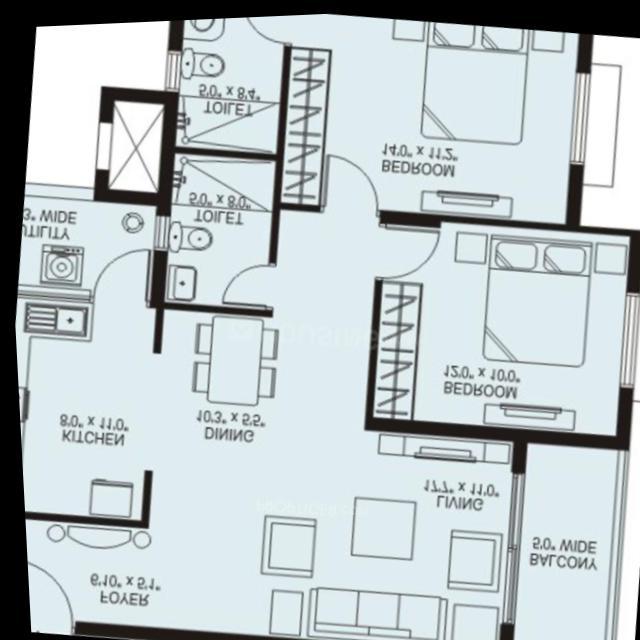 FOYER
6'10" x 5'1"
BALCONY
5'0" WIDE
LIVING
17'7" x 11'0"
KITCHEN
8'0" x 11'0"
DINING
10'3" x 5'5"
BEDROOM
12'0" x 10'0"
UTILITY
3" WIDE
TOILET
5'0" x 8'0"
BEDROOM
14'0" x 11'2"
TOILET
5'0" x 8'4"